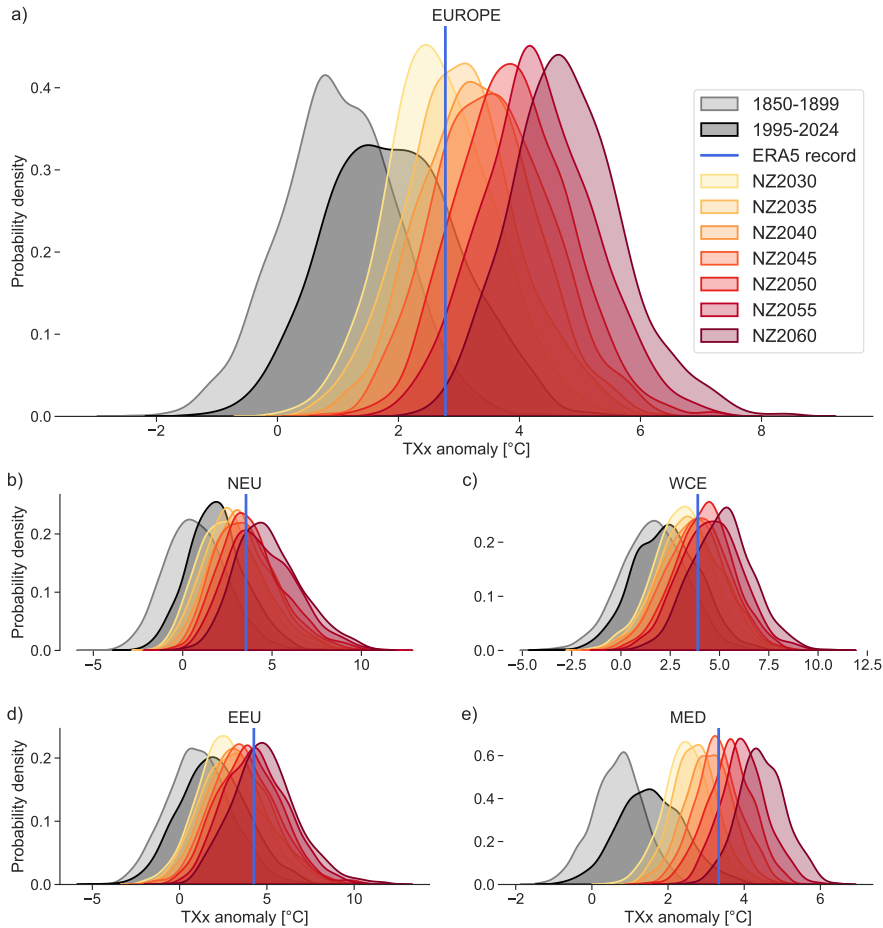 a)
EUROPE
Probability density
0.0
0.1
0.2
0.3
0.4
−2
0
2
4
6
8
TXx anomaly [°C]
1850-1899
1995-2024
ERA5 record
NZ2030
NZ2035
NZ2040
NZ2045
NZ2050
NZ2055
NZ2060
b)
NEU
Probability density
0.0
0.1
0.2
−5
0
5
10
c)
WCE
0.0
0.1
0.2
−5.0
−2.5
0.0
2.5
5.0
7.5
10.0
12.5
d)
EEU
Probability density
0.0
0.1
0.2
−5
0
5
10
TXx anomaly [°C]
e)
MED
0.0
0.2
0.4
0.6
−2
0
2
4
6
TXx anomaly [°C]